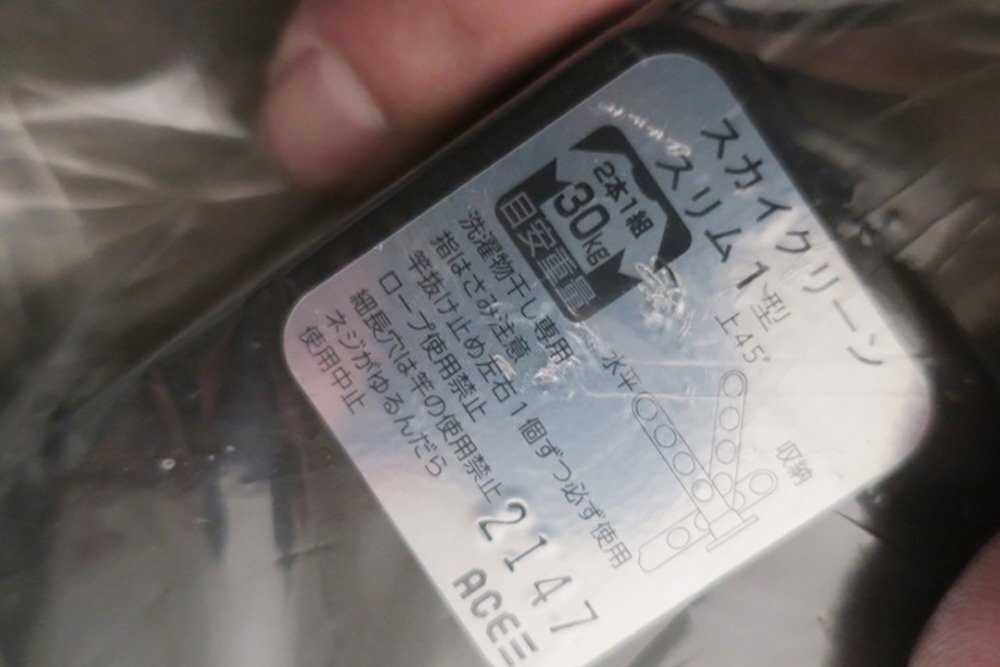 スカイクリーン
スリム1型
2本1組
30kg
目安重量
上45°
水平
収納
洗濯物干し専用
指はさみ注意
竿抜け止め左右1個ずつ必ず使用
ロープ使用禁止
細長穴は竿の使用禁止
ネジがゆるんだら
使用中止
2147
ACE